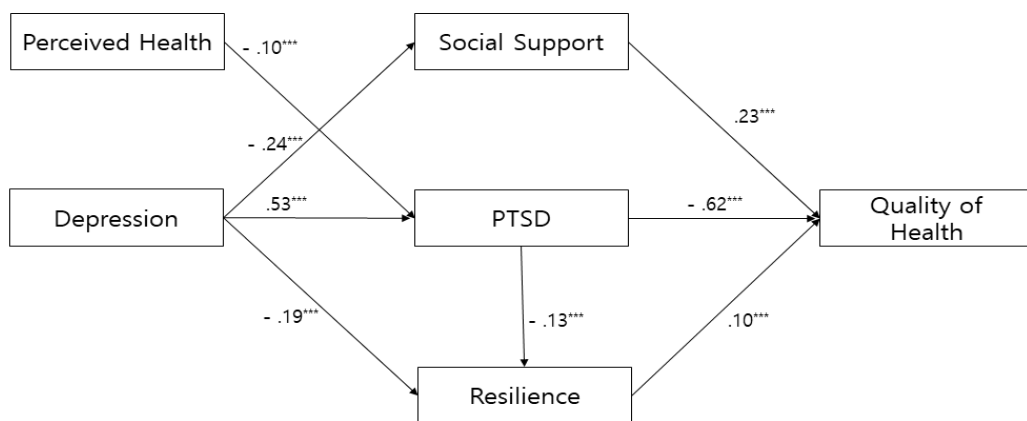 Perceived Health
- .10***
Social Support
- .24***
.23***
Depression
.53***
PTSD
- .62***
Quality of
Health
- .19***
- .13***
.10***
Resilience